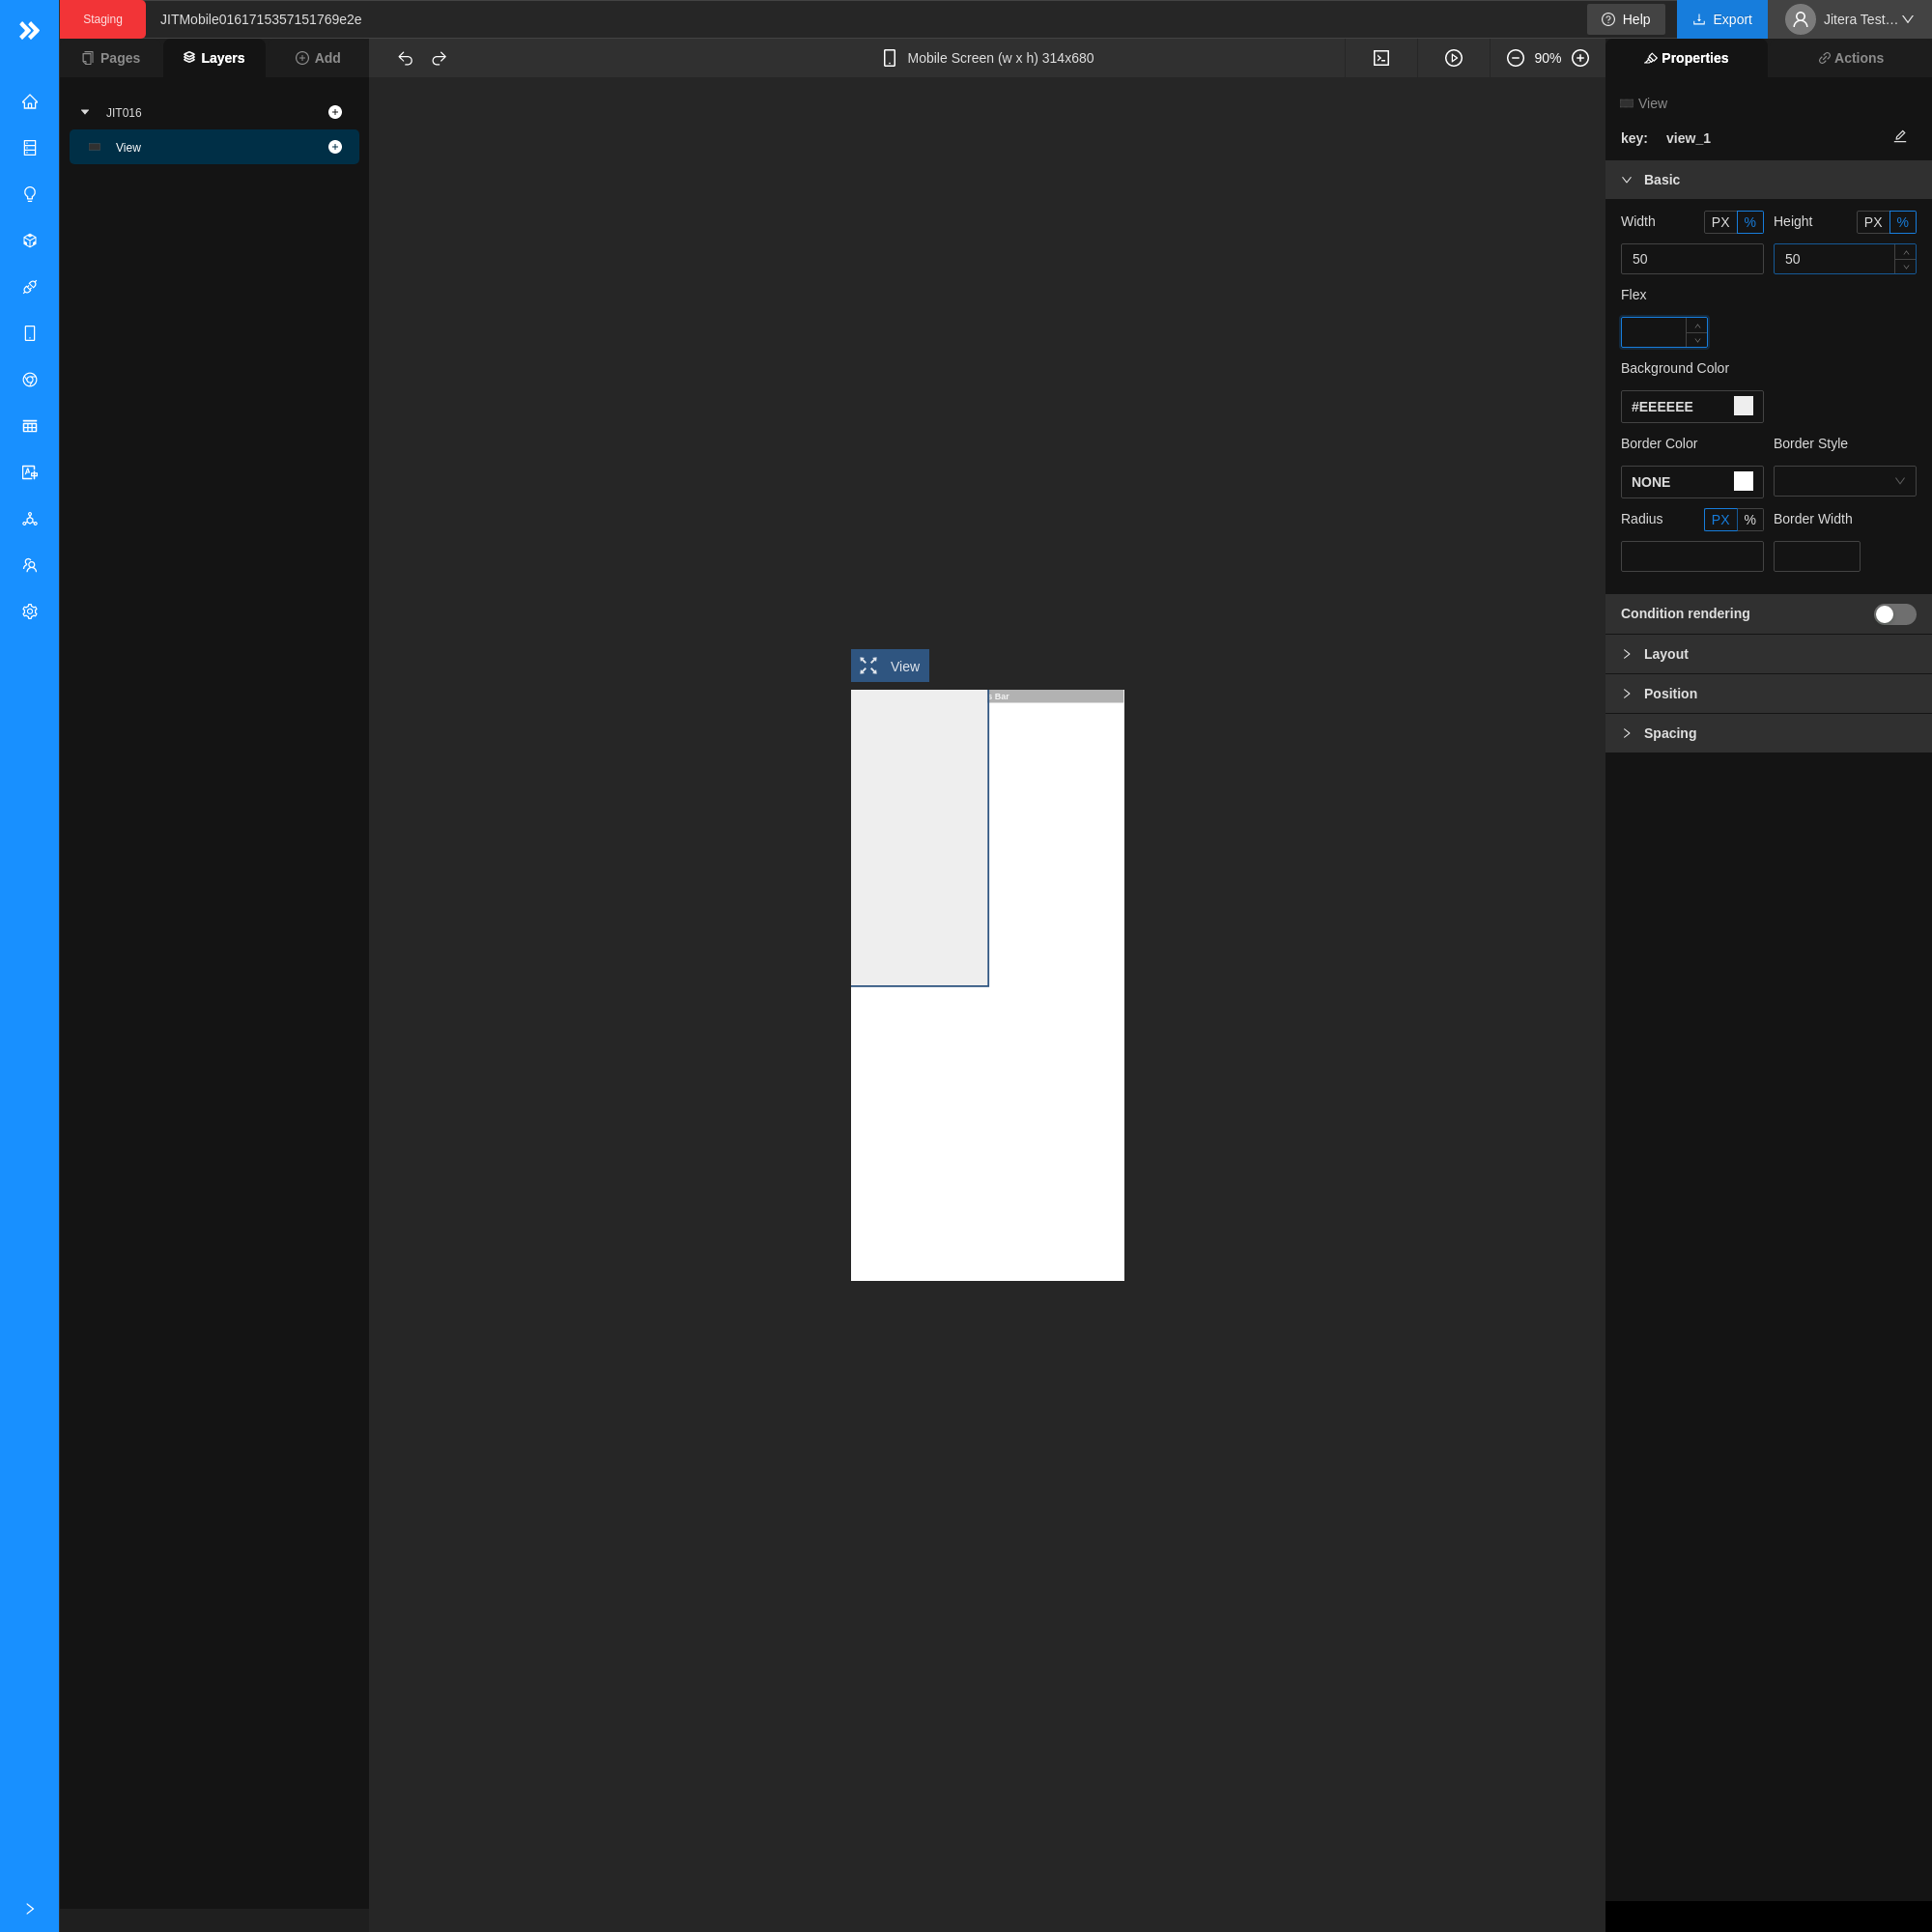 Staging
JITMobile0161715357151769e2e
Help
Export
Jitera Test...
Pages
Layers
Add
Mobile Screen (w x h) 314x680
90%
Properties
Actions
JIT016
View
View
key: view_1
Basic
Width PX % Height PX %
50 50
Flex
Background Color
#EEEEEE
Border Color Border Style
NONE
Radius PX % Border Width
Condition rendering
Layout
Position
Spacing
View
Bar